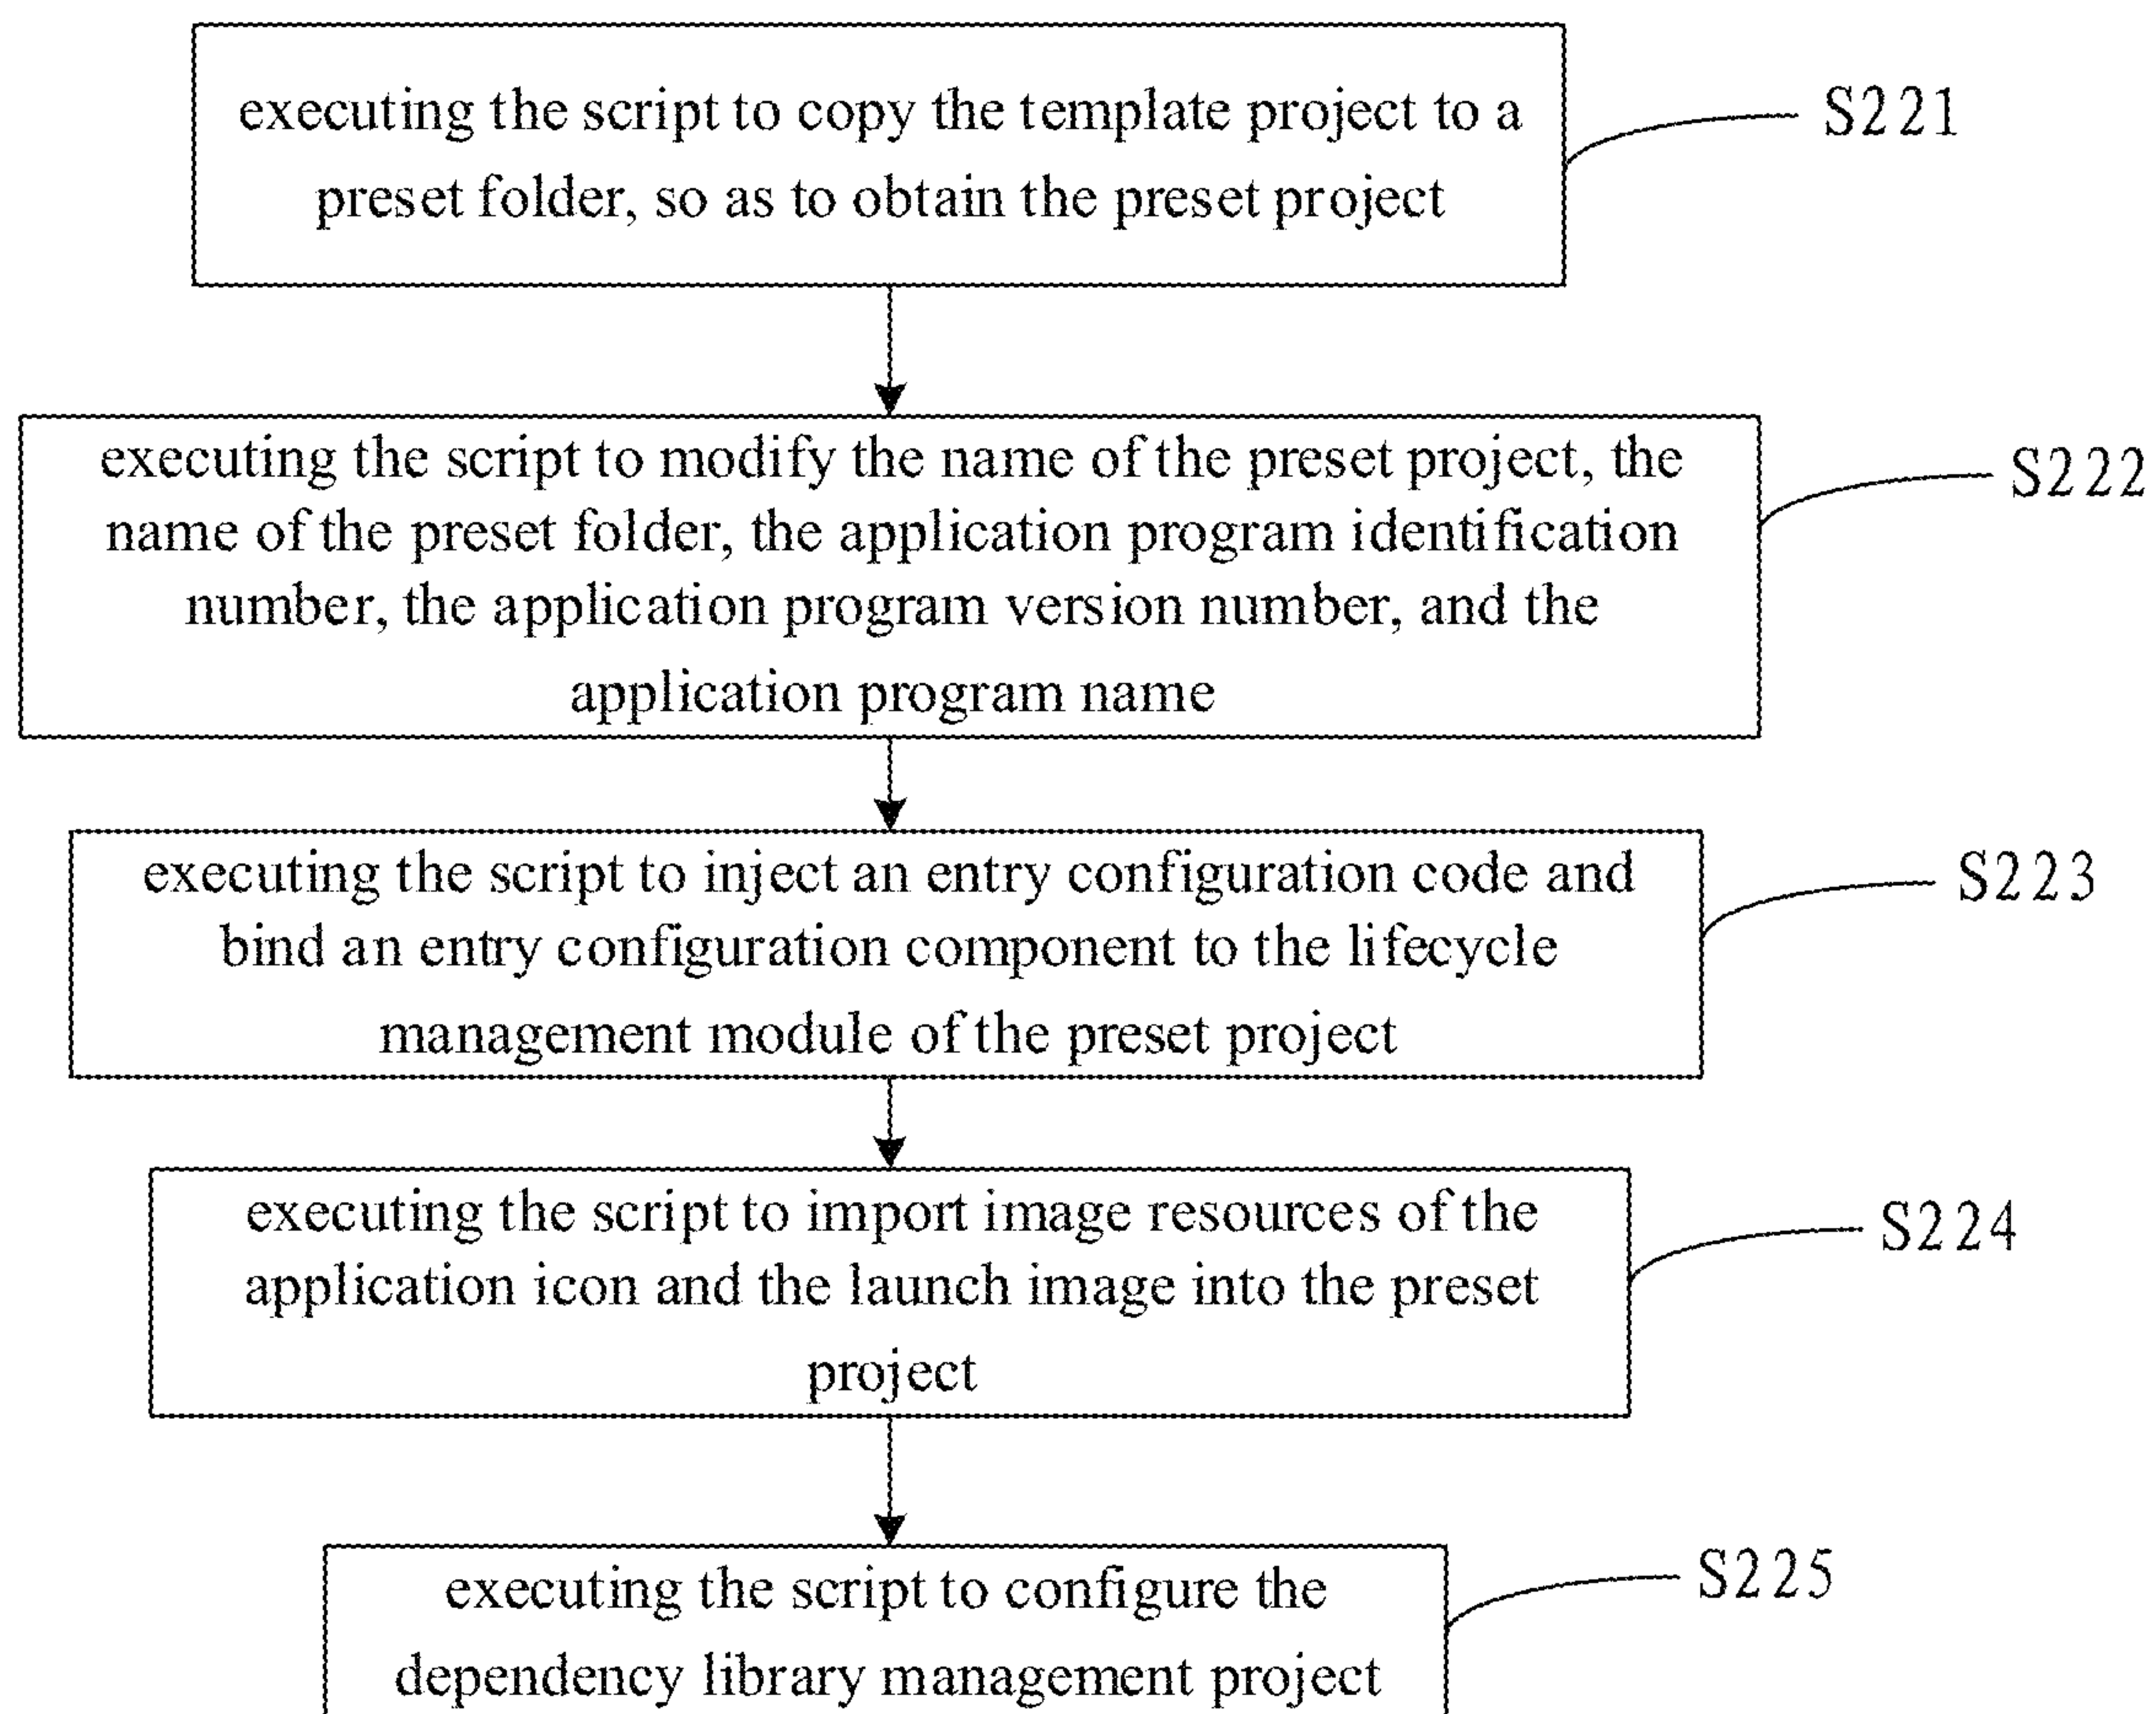 executing the script to copy the template project to a
preset folder, so as to obtain the preset project
S221
executing the script to modify the name of the preset project, the
name of the preset folder, the application program identification
number, the application program version number, and the
application program name
S222
executing the script to inject an entry configuration code and
bind an entry configuration component to the lifecycle
management module of the preset project
S223
executing the script to import image resources of the
application icon and the launch image into the preset
project
S224
executing the script to configure the
dependency library management project
S225